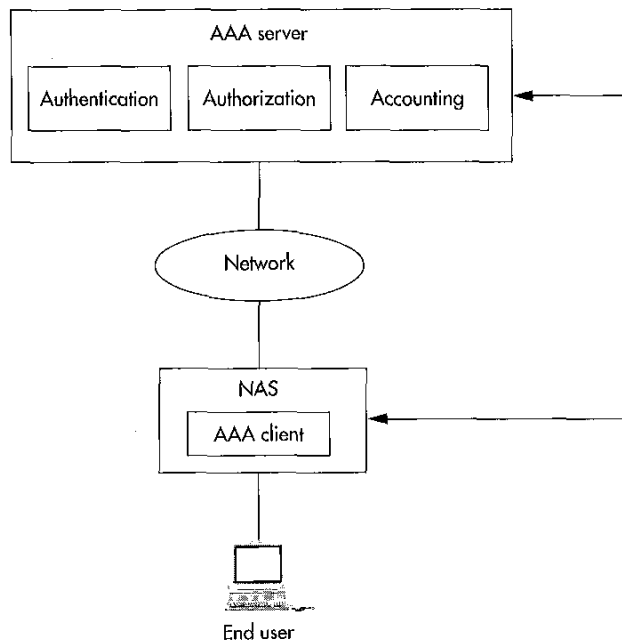 AAA server
Authentication
Authorization
Accounting
Network
NAS
AAA client
End user